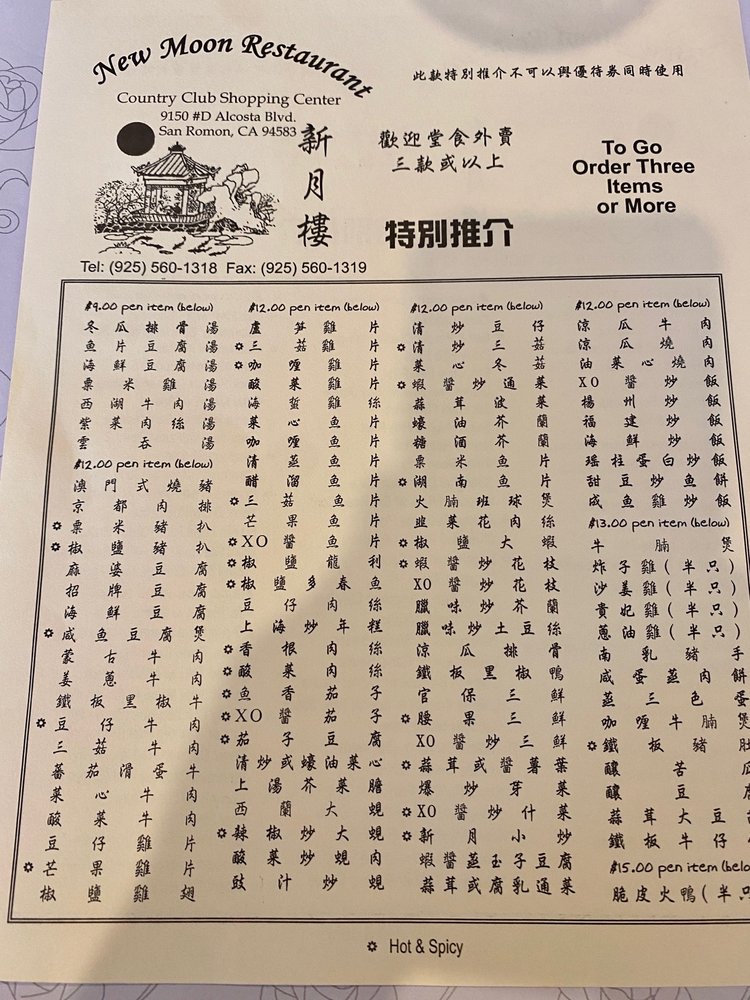 New Moon Restaurant
Country Club Shopping Center
9150 #D Alcosta Blvd.
San Romon, CA 94583
新月樓
Tel: (925) 560-1318 Fax: (925) 560-1319
此款特別推介不可以與優待券同時使用
歡迎堂食外賣
三款或以上
特別推介
To Go
Order Three
Items
or More
$9.00 pen item (below)
冬瓜排骨湯
魚片豆腐湯
海鮮豆腐湯
粟米雞湯
西湖牛肉湯
紫菜肉絲湯
雲吞湯
$12.00 pen item (below)
澳門式燒豬
京都肉排
粟米豬扒
椒鹽豬扒
麻婆豆腐
招牌豆腐
海鮮豆腐
咸魚豆腐煲
蒙古牛肉
姜蔥牛肉
鐵板黑椒牛
豆仔牛肉
三菇牛肉
蕃茄滑蛋牛
菜心牛肉
酸菜牛肉
豆仔雞片
芒果雞片
椒鹽雞翅
$12.00 pen item (below)
蘆笋雞片
三菇雞片
咖喱雞片
酸菜雞片
海蜇雞絲
菜心魚片
咖喱魚片
清蒸魚片
醋溜魚片
三菇魚片
芒果魚片
XO醬魚片
椒鹽龍利
椒鹽多春魚
豆仔肉絲
上海炒年糕
香根肉絲
酸菜肉絲
魚香茄子
XO醬茄子
茄子豆腐
清炒或蠔油菜心
上湯芥菜膽
西蘭大蜆
辣椒炒大蜆
酸菜炒蜆肉
豉汁炒蜆
$12.00 pen item (below)
清炒豆仔
清炒三菇
菜心冬菇
蝦醬炒通菜
蒜茸波菜
蠔油芥蘭
糖酒芥蘭
粟米魚片
湖南魚片
火腩班球煲
韭菜花肉絲
椒鹽大蝦
蝦醬炒花枝
XO醬炒花枝
臘味炒芥蘭
臘味炒土豆絲
涼瓜排骨
鐵板黑椒鴨
官保三鮮
腰果三鮮
XO醬炒三鮮
蒜茸或醬薯葉
爆炒芽菜
XO醬炒什菜
新月小炒
蝦醬蒸玉子豆腐
蒜茸或腐乳通菜
$12.00 pen item (below)
涼瓜牛肉
涼瓜燒肉
油菜心燒肉
XO醬炒飯
楊州炒飯
福建炒飯
海鮮炒飯
瑤柱蛋白炒飯
甜豆炒魚餅
咸魚雞炒飯
$13.00 pen item (below)
牛腩煲
炸子雞(半只)
沙姜雞(半只)
貴妃雞(半只)
蔥油雞(半只)
南乳豬手
咸蛋蒸肉餅
蒸三色蛋
咖喱牛腩煲
鐵板豬肚
釀苦瓜
釀豆腐
蒜茸大豆
鐵板牛仔
$15.00 pen item (below
脆皮火鴨(半只
Hot & Spicy